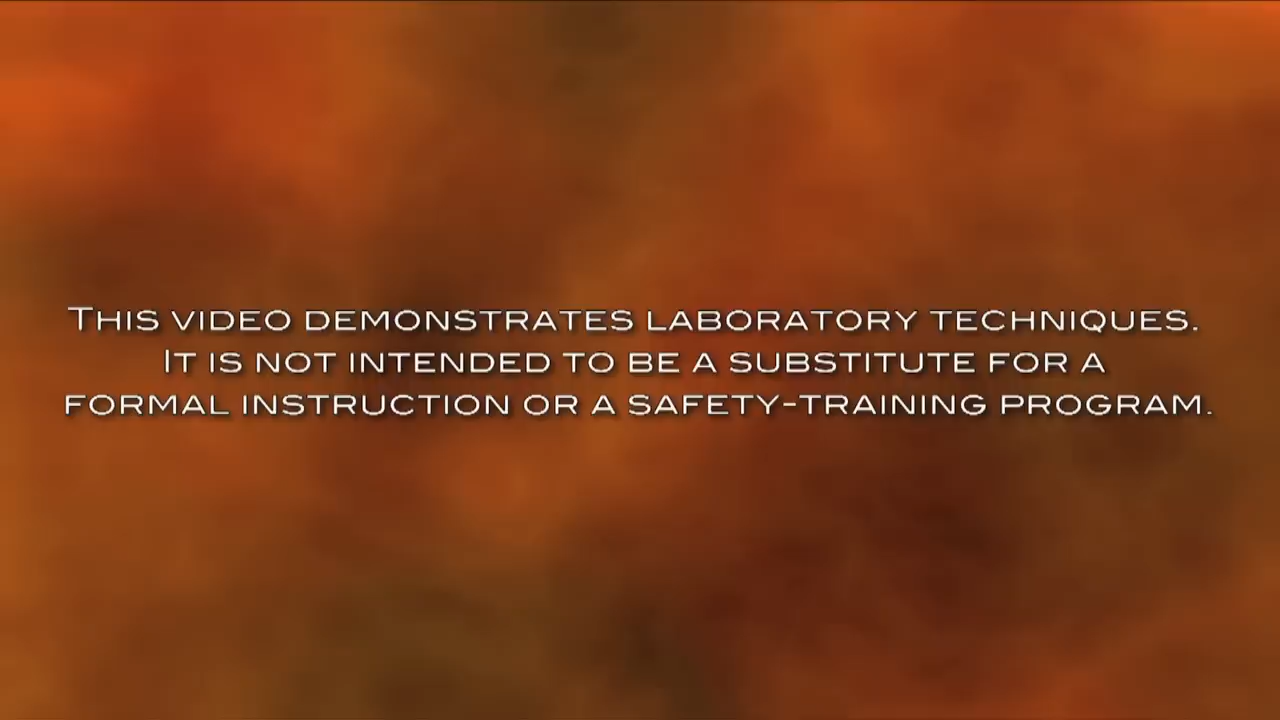 This video demonstrates laboratory techniques.
It is not intended to be a substitute for a
formal instruction or a safety-training program.